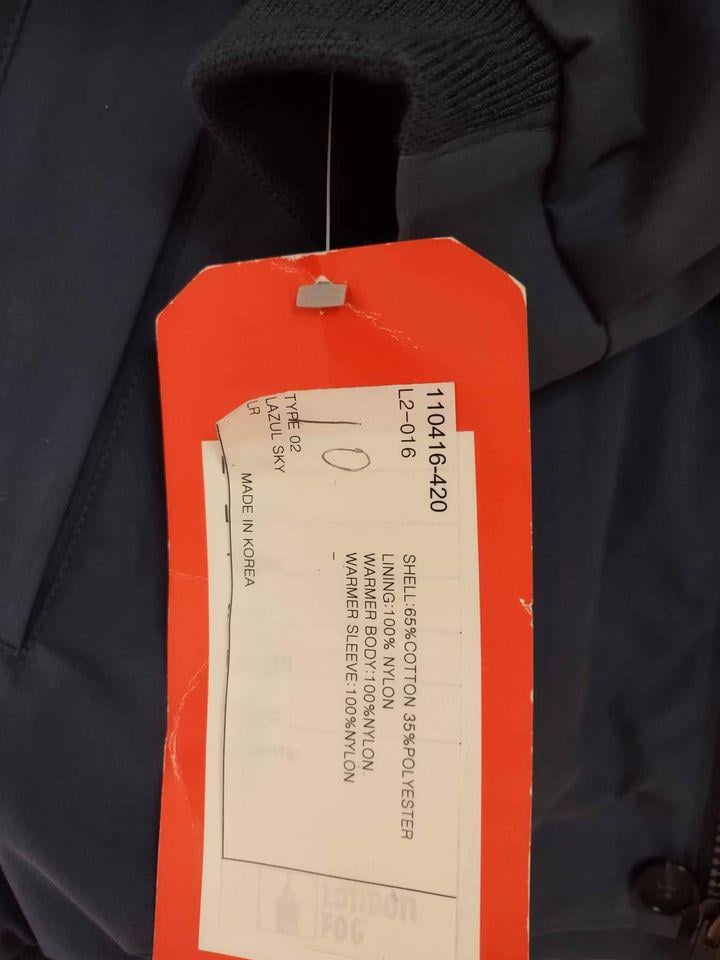 110416-420
L2-016
10
TYPE 02
LAZUL SKY
LR
MADE IN KOREA
SHELL:65%COTTON 35%POLYESTER
LINING:100% NYLON
WARMER BODY:100%NYLON.
WARMER SLEEVE:100%NYLON
-
LONDON
FOG